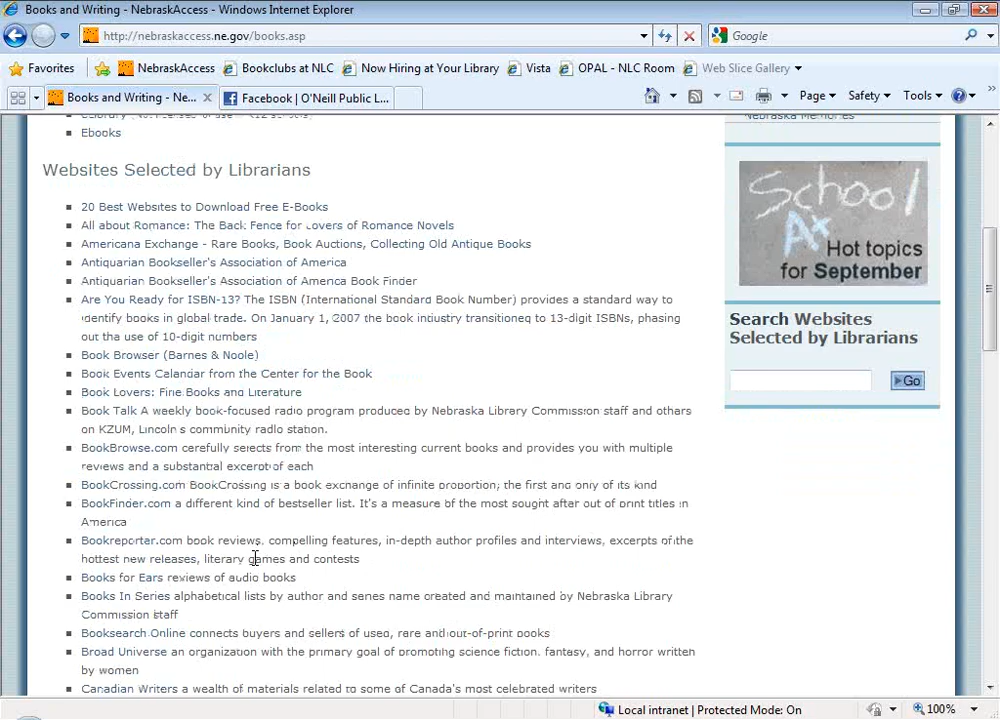 Books and Writing - NebraskAccess - Windows Internet Explorer
http://nebraskaccess.ne.gov/books.asp
Google
Favorites NebraskAccess Bookclubs at NLC Now Hiring at Your Library Vista OPAL - NLC Room Web Slice Gallery
Books and Writing - Ne... Facebook | O'Neill Public L... Page Safety Tools
Ebooks
Nebraska Memories
Websites Selected by Librarians
20 Best Websites to Download Free E-Books
All about Romance: The Back Fence for Lovers of Romance Novels
Americana Exchange - Rare Books, Book Auctions, Collecting Old Antique Books
Antiquarian Bookseller's Association of America
Antiquarian Bookseller's Association of America Book Finder
Are You Ready for ISBN-13? The ISBN (International Standard Book Number) provides a standard way to
identify books in global trade. On January 1, 2007 the book industry transitioned to 13-digit ISBNs, phasing
out the use of 10-digit numbers
Book Browser (Barnes & Noble)
Book Events Calendar from the Center for the Book
Book Lovers: Fine Books and Literature
Book Talk A weekly book-focused radio program produced by Nebraska Library Commission staff and others
on KZUM, Lincoln's community radio station.
BookBrowse.com carefully selects from the most interesting current books and provides you with multiple
reviews and a substantial excerpt of each
BookCrossing.com BookCrossing is a book exchange of infinite proportion; the first and only of its kind
BookFinder.com a different kind of bestseller list. It's a measure of the most sought after out of print titles in
America
Bookreporter.com book reviews, compelling features, in-depth author profiles and interviews, excerpts of the
hottest new releases, literary games and contests
Books for Ears reviews of audio books
Books In Series alphabetical lists by author and series name created and maintained by Nebraska Library
Commission staff
Booksearch Online connects buyers and sellers of used, rare and out-of-print books
Broad Universe an organization with the primary goal of promoting science fiction, fantasy, and horror written
by women
Canadian Writers a wealth of materials related to some of Canada's most celebrated writers
School
A+
Hot topics
for September
Search Websites
Selected by Librarians
Go
Local intranet | Protected Mode: On
100%